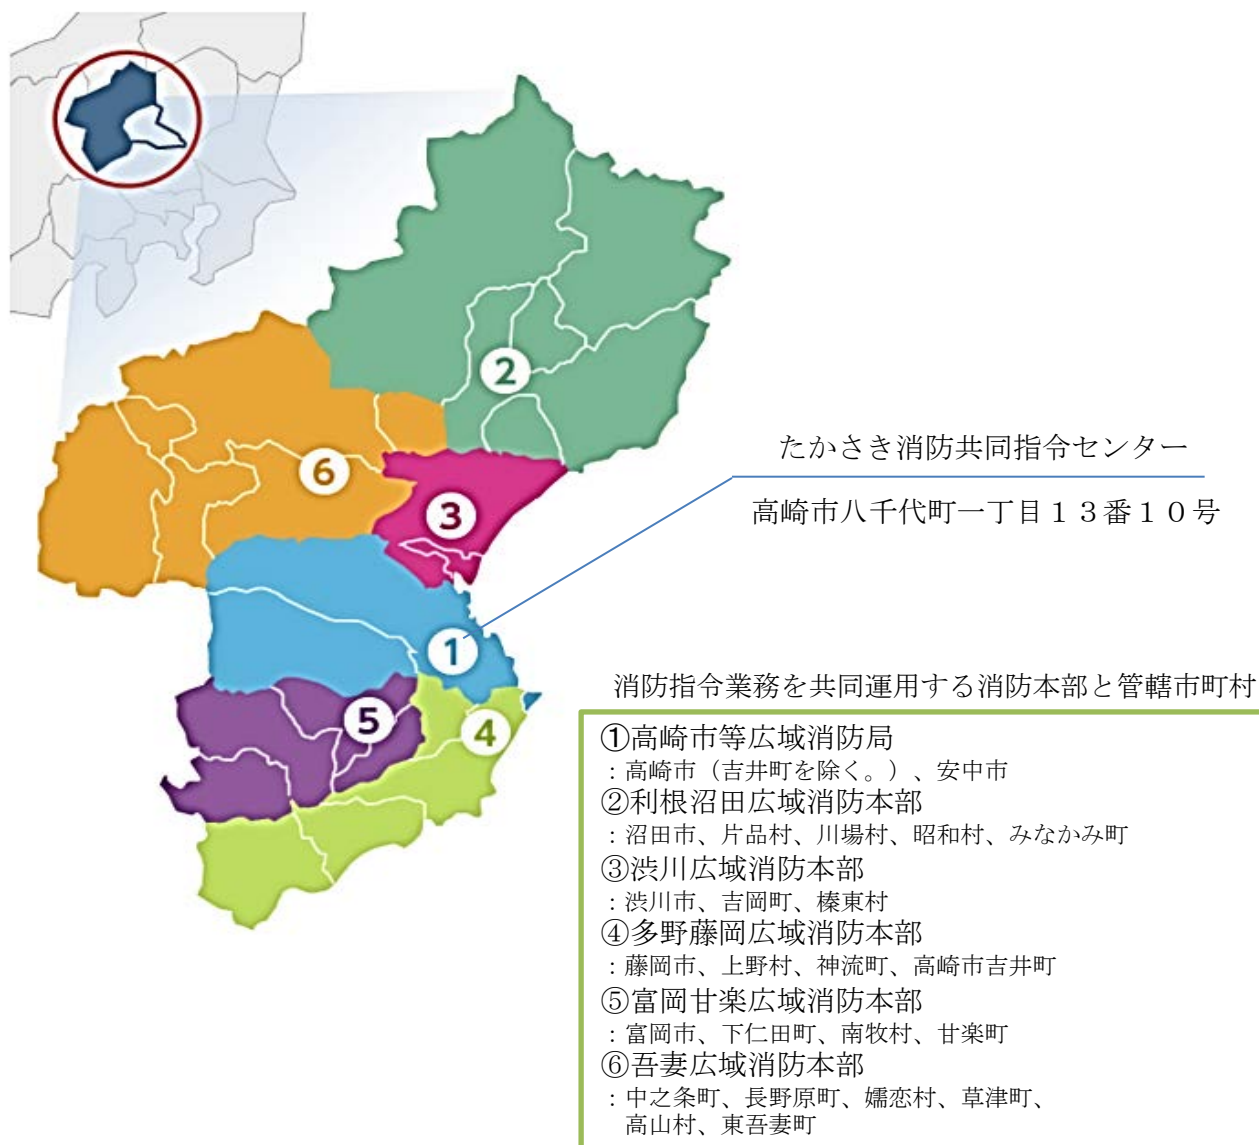 たかさき消防共同指令センター
高崎市八千代町一丁目１３番１０号
2
6
3
1
5
4
消防指令業務を共同運用する消防本部と管轄市町村
①高崎市等広域消防局
：高崎市（吉井町を除く。）、安中市
②利根沼田広域消防本部
：沼田市、片品村、川場村、昭和村、みなかみ町
③渋川広域消防本部
：渋川市、吉岡町、榛東村
④多野藤岡広域消防本部
：藤岡市、上野村、神流町、高崎市吉井町
⑤富岡甘楽広域消防本部
：富岡市、下仁田町、南牧村、甘楽町
⑥吾妻広域消防本部
：中之条町、長野原町、嬬恋村、草津町、
高山村、東吾妻町